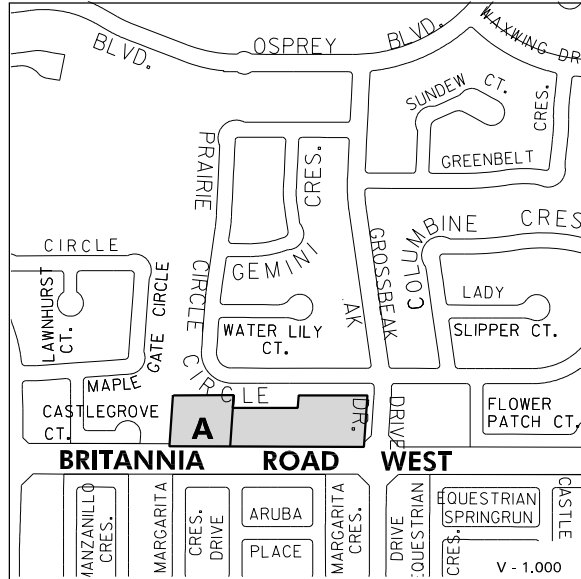 BLVD.
OSPREY
BLVD.
WAXWING DR
SUNDEW CT.
CRES.
GREENBELT
PRAIRIE
CIRCLE
CIRCLE
GEMINI
CRES.
GROSSBEAK
DRIVE
AK
DR.
COLUMBINE CRES
CIRCLE
LAWNHURST
CT.
GATE CIRCLE
MAPLE
WATER LILY
CT.
LADY
SLIPPER CT.
CASTLEGROVE
CT.
A
FLOWER
PATCH CT.
BRITANNIA ROAD WEST
MANZANILLO
CRES.
MARGARITA
CRES.
DRIVE
ARUBA
PLACE
MARGARITA
CRES.
DRIVE
EQUESTRIAN
CRES.
EQUESTRIAN
SPRINGRUN
CASTLE
V - 1,000